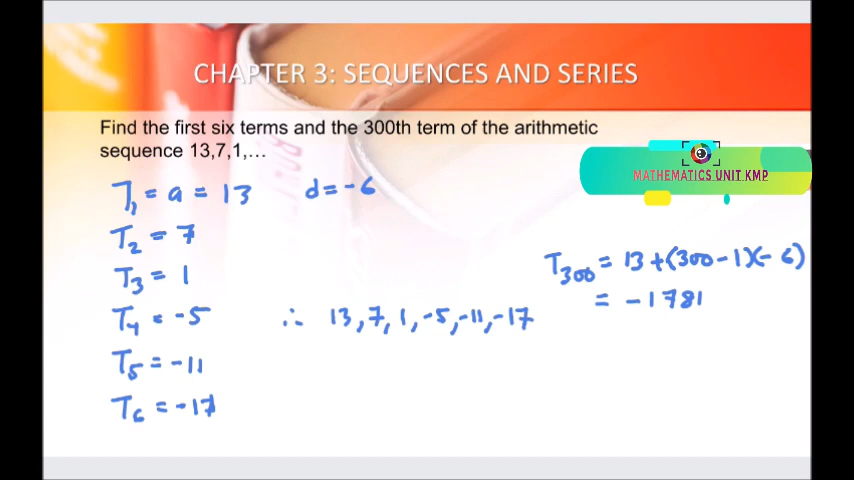 CHAPTER 3: SEQUENCES AND SERIES
Find the first six terms and the 300th term of the arithmetic
sequence 13,7,1,…
MATHEMATICS UNIT KMP
T₁ = a = 13 d = -6
T₂ = 7
T₃ = 1
T₄ = -5
T₅ = -11
T₆ = -17
∴ 13, 7, 1, -5, -11, -17
T₃₀₀ = 13 + (300 - 1)(- 6)
= -1781